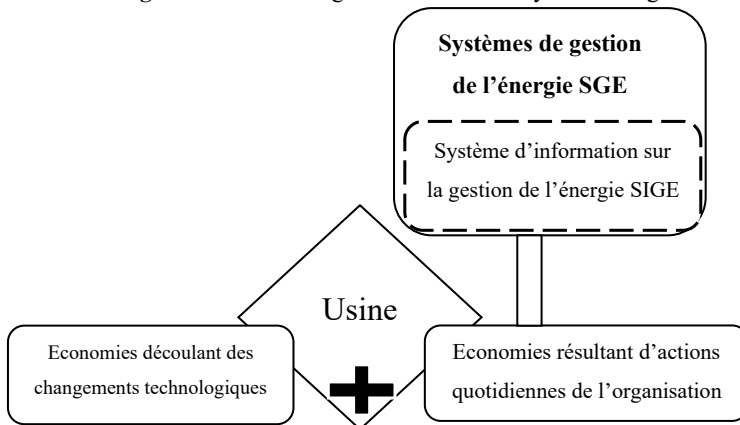 Systèmes de gestion
de l’énergie SGE
Système d’information sur
la gestion de l’énergie SIGE
Usine
Economies découlant des
changements technologiques
Economies résultant d’actions
quotidiennes de l’organisation